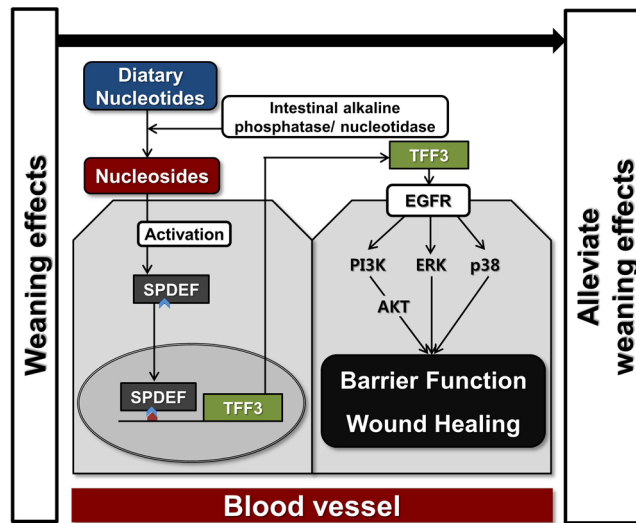 Weaning effects
Diatary
Nucleotides
Intestinal alkaline
phosphatase/ nucleotidase
Nucleosides
Activation
SPDEF
SPDEF
TFF3
TFF3
EGFR
PI3K
ERK
p38
AKT
Barrier Function
Wound Healing
Blood vessel
Alleviate
weaning effects